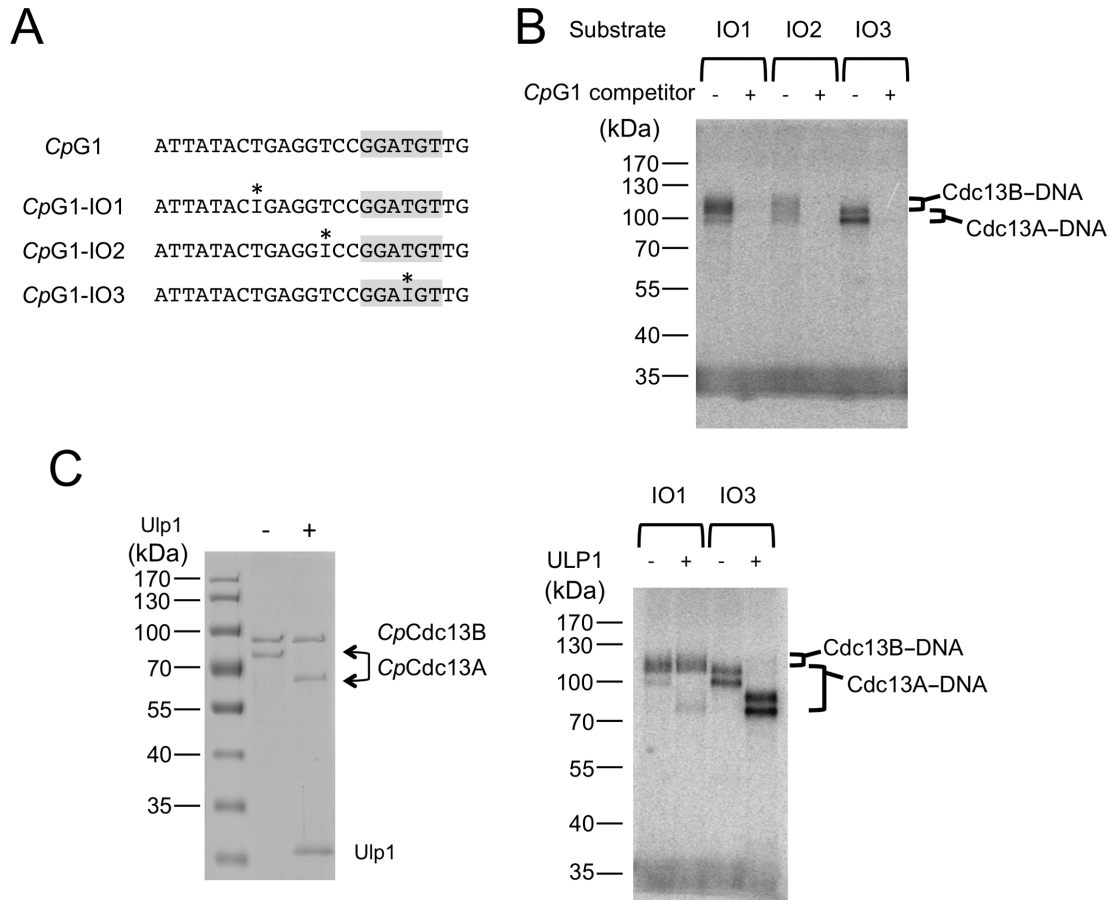 A
CpG1 ATTATACTGAGGTCCGGATGTTG
*
CpG1-IO1 ATTATACIGAGGTCCGGATGTTG
*
CpG1-IO2 ATTATACTGAGGICCGGATGTTG
*
CpG1-IO3 ATTATACTGAGGTCCGGAIGTTG
B
Substrate IO1 IO2 IO3
CpG1 competitor - + - + - +
(kDa)
170
130
100
70
55
40
35
Cdc13B–DNA
Cdc13A–DNA
C
Ulp1 - +
(kDa)
170
130
100
70
55
40
35
CpCdc13B
CpCdc13A
Ulp1
IO1 IO3
ULP1 - + - +
(kDa)
170
130
100
70
55
40
35
Cdc13B–DNA
Cdc13A–DNA